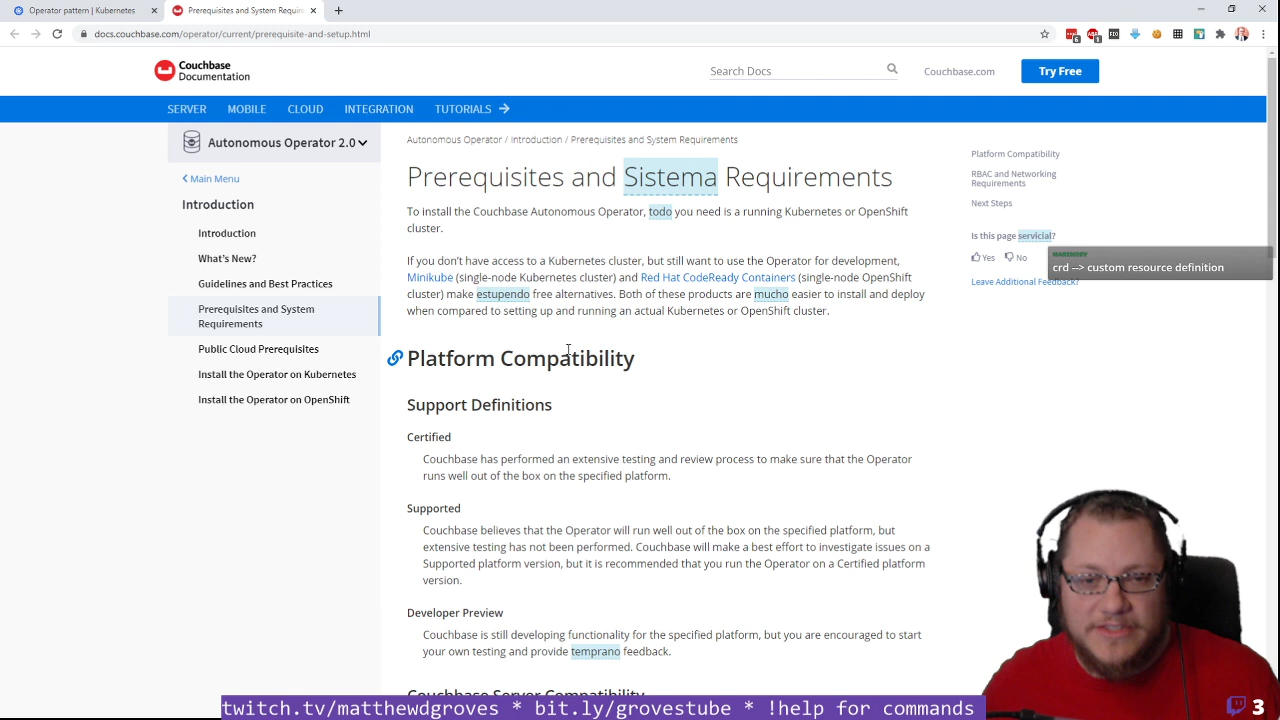 Operator pattern | Kubernetes
Prerequisites and System Require
docs.couchbase.com/operator/current/prerequisite-and-setup.html
Couchbase
Documentation
Search Docs
Couchbase.com
Try Free
SERVER
MOBILE
CLOUD
INTEGRATION
TUTORIALS
Autonomous Operator 2.0
Main Menu
Introduction
Introduction
What's New?
Guidelines and Best Practices
Prerequisites and System
Requirements
Public Cloud Prerequisites
Install the Operator on Kubernetes
Install the Operator on OpenShift
Autonomous Operator / Introduction / Prerequisites and System Requirements
Prerequisites and Sistema Requirements
To install the Couchbase Autonomous Operator, todo you need is a running Kubernetes or OpenShift
cluster.
If you don't have access to a Kubernetes cluster, but still want to use the Operator for development,
Minikube (single-node Kubernetes cluster) and Red Hat CodeReady Containers (single-node OpenShift
cluster) make estupendo free alternatives. Both of these products are mucho easier to install and deploy
when compared to setting up and running an actual Kubernetes or OpenShift cluster.
Platform Compatibility
Support Definitions
Certified
Couchbase has performed an extensive testing and review process to make sure that the Operator
runs well out of the box on the specified platform.
Supported
Couchbase believes that the Operator will run well out of the box on the specified platform, but
extensive testing has not been performed. Couchbase will make a best effort to investigate issues on a
Supported platform version, but it is recommended that you run the Operator on a Certified platform
version.
Developer Preview
Couchbase is still developing functionality for the specified platform, but you are encouraged to start
your own testing and provide temprano feedback.
Couchbase Server Compatibility
Platform Compatibility
RBAC and Networking
Requirements
Next Steps
Is this page servicial?
Yes
No
Leave Additional Feedback?
crd --> custom resource definition
twitch.tv/matthewdgroves * bit.ly/grovestube * !help for commands
3